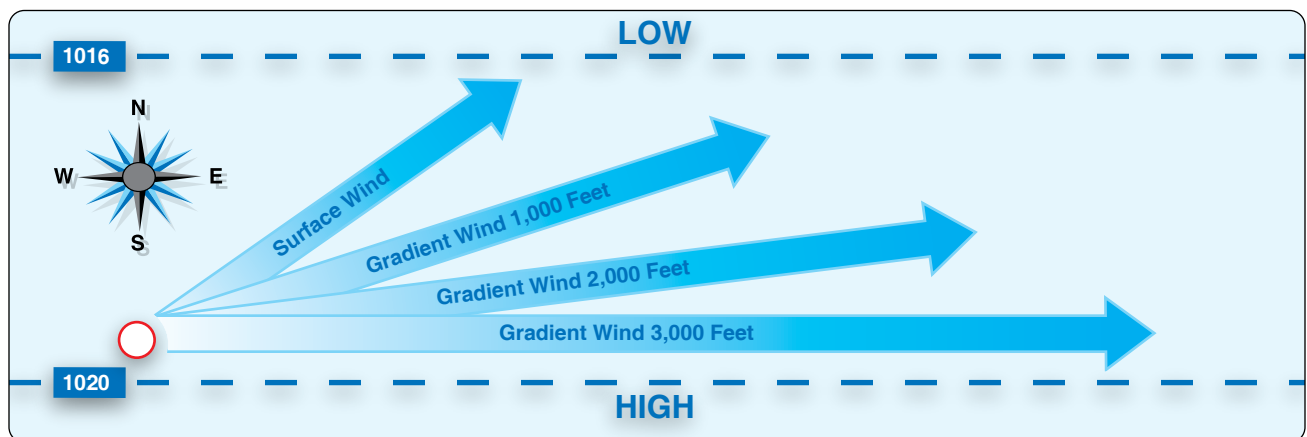 LOW
1016
N
W
E
S
Surface Wind
Gradient Wind 1,000 Feet
Gradient Wind 2,000 Feet
Gradient Wind 3,000 Feet
1020
HIGH